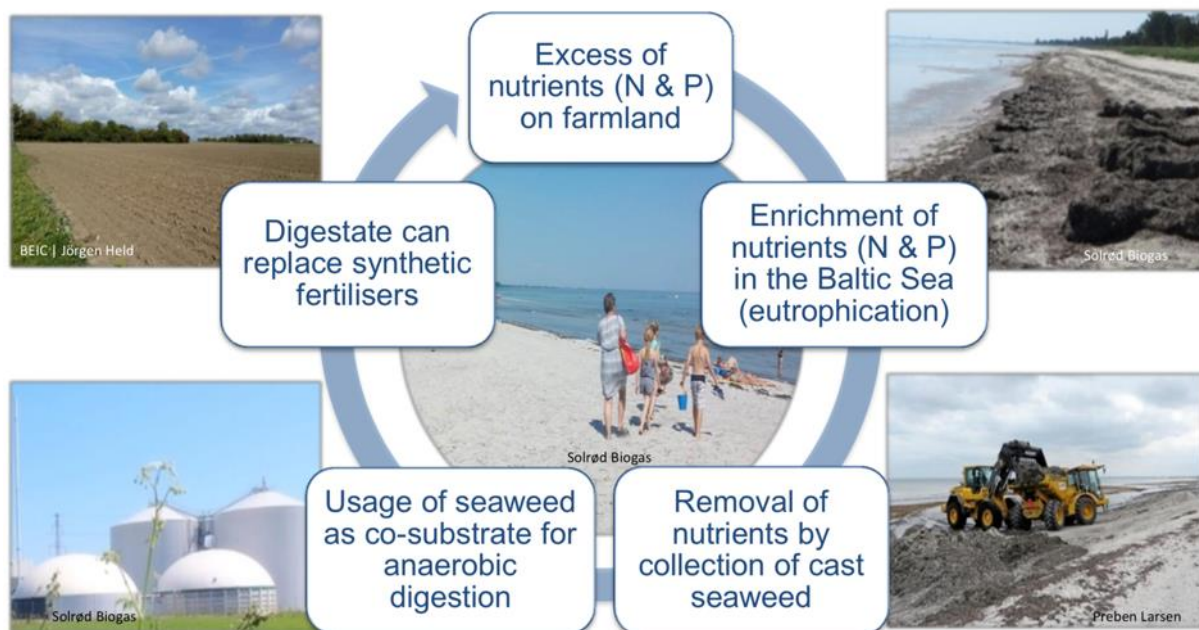 Excess of
nutrients (N & P)
on farmland
Enrichment of
nutrients (N & P)
in the Baltic Sea
(eutrophication)
Removal of
nutrients by
collection of cast
seaweed
Usage of seaweed
as co-substrate for
anaerobic
digestion
Digestate can
replace synthetic
fertilisers
BEIC | Jörgen Held
Solrød Biogas
Solrød Biogas
Solrød Biogas
Preben Larsen